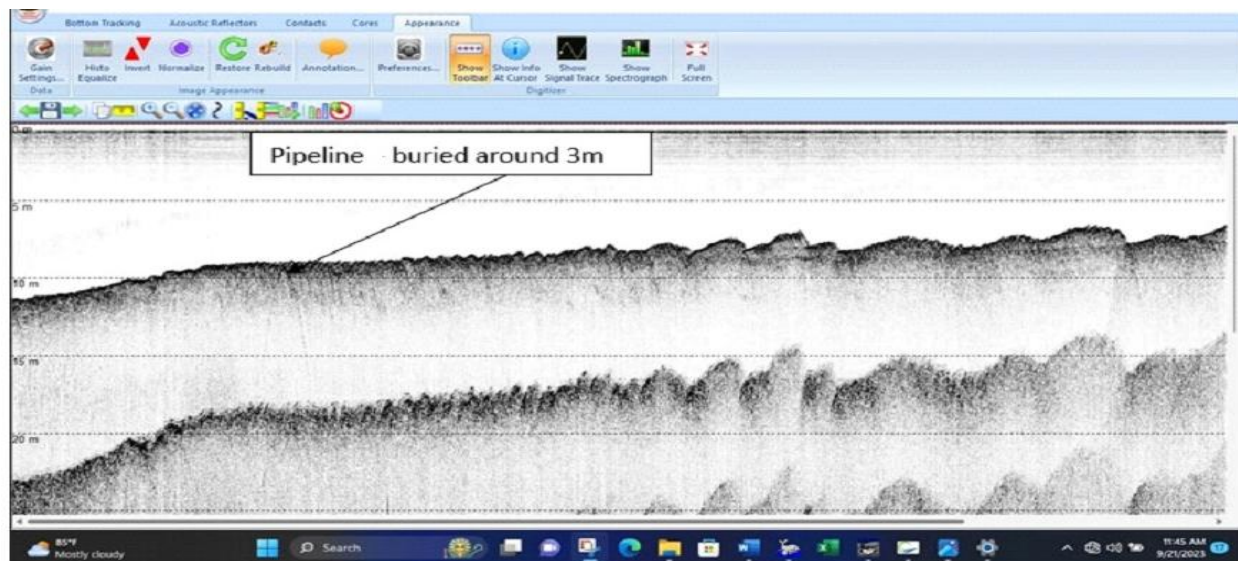 Bottom Tracking Acoustic Reflectors Contacts Cores Appearance
Gain Settings... Histo Equalize Invert Normalize Restore Rebuild Annotation... Preferences... Show Toolbar Show Info At Cursor Show Signal Trace Show Spectrograph Full Screen
Data Image Appearance Digitizer
0 m
Pipeline - buried around 3m
5 m
10 m
15 m
20 m
85°F
Mostly cloudy
Search
11:45 AM
9/21/2023